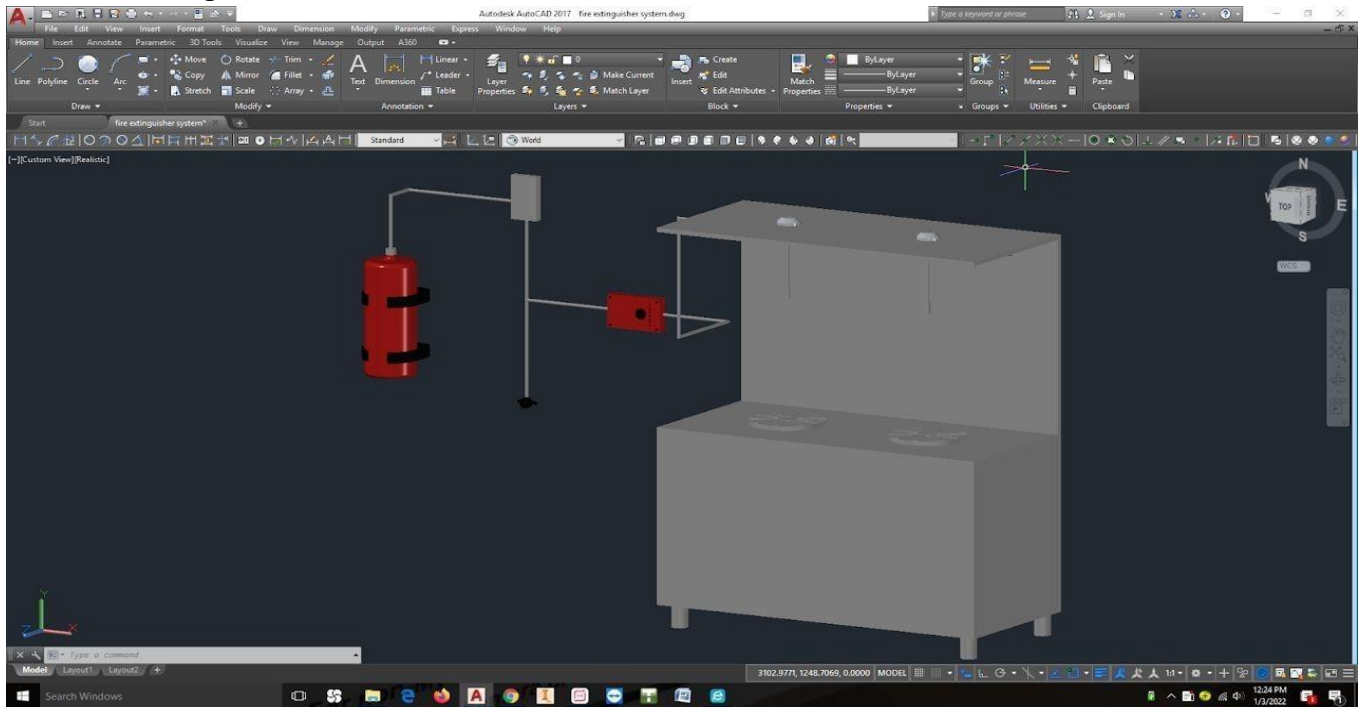 Autodesk AutoCAD 2017 fire extinguisher system.dwg
Type a keyword or phrase
Sign In
File Edit View Insert Format Tools Draw Dimension Modify Parametric Express Window Help
Home Insert Annotate Parametric 3D Tools Visualize View Manage Output A360
Line Polyline Circle Arc
Move Rotate Trim
Copy Mirror Fillet
Stretch Scale Array
Text Dimension
Linear
Leader
Table
Layer Properties
0
Make Current
Match Layer
Insert
Create
Edit
Edit Attributes
Match Properties
ByLayer
ByLayer
ByLayer
Group
Measure
Paste
Draw Modify Annotation Layers Block Properties Groups Utilities Clipboard
Start fire extinguisher system*
Standard World
[-][Custom View][Realistic]
N
W TOP E
S
WCS
Y
Z X
Type a command
Model Layout1 Layout2 +
3102.9771, 1248.7069, 0.0000 MODEL 1:1
Search Windows
12:24 PM
1/3/2022